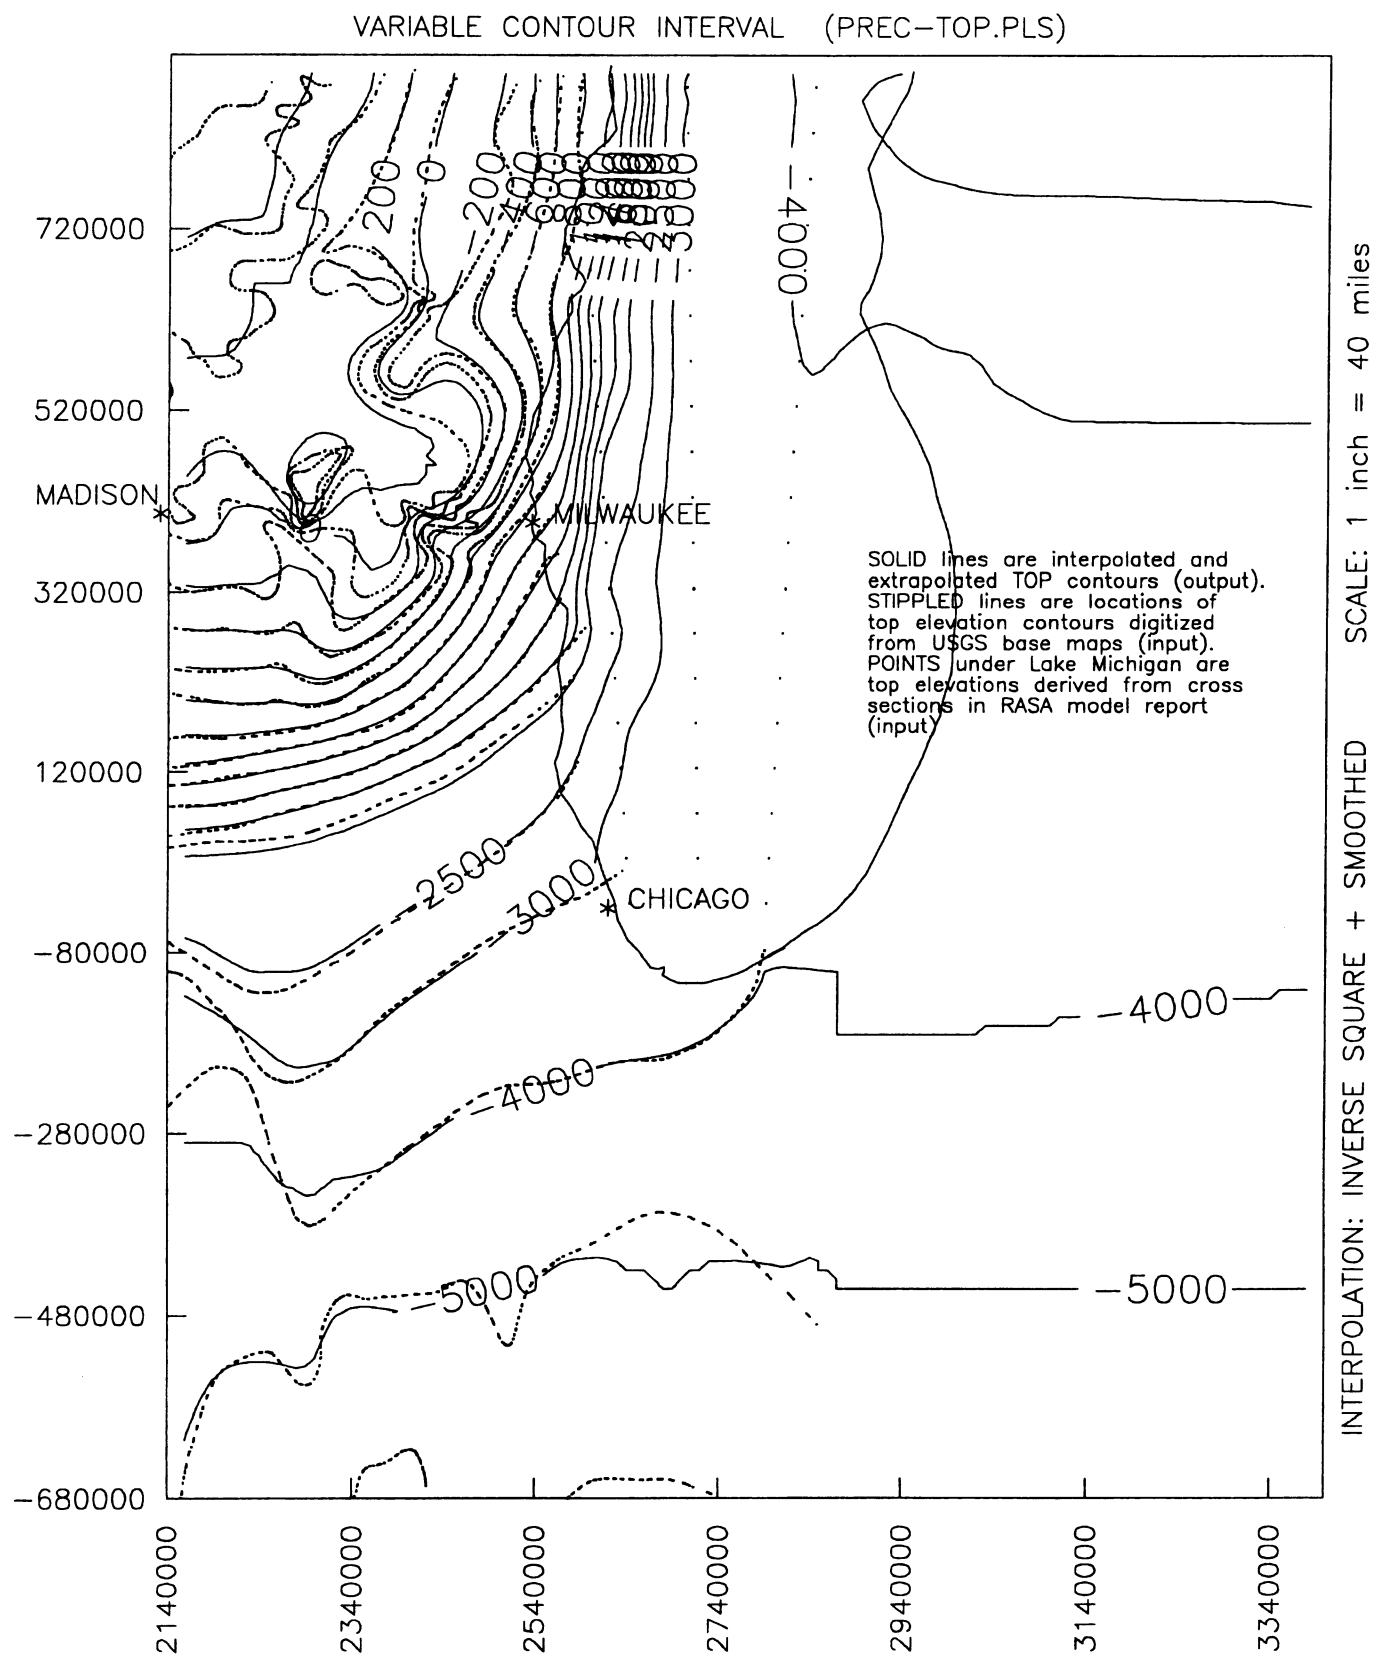 VARIABLE CONTOUR INTERVAL (PREC-TOP.PLS)
200
0
-4000
720000
520000
MADISON
MILWAUKEE
320000
SOLID lines are interpolated and
extrapolated TOP contours (output).
STIPPLED lines are locations of
top elevation contours digitized
from USGS base maps (input).
POINTS under Lake Michigan are
top elevations derived from cross
sections in RASA model report
(input)
120000
-2500
-3000
CHICAGO
-80000
-4000
-4000
-280000
-5000
-5000
-480000
-680000
2140000
2340000
2540000
2740000
2940000
3140000
3340000
INTERPOLATION: INVERSE SQUARE + SMOOTHED SCALE: 1 inch = 40 miles